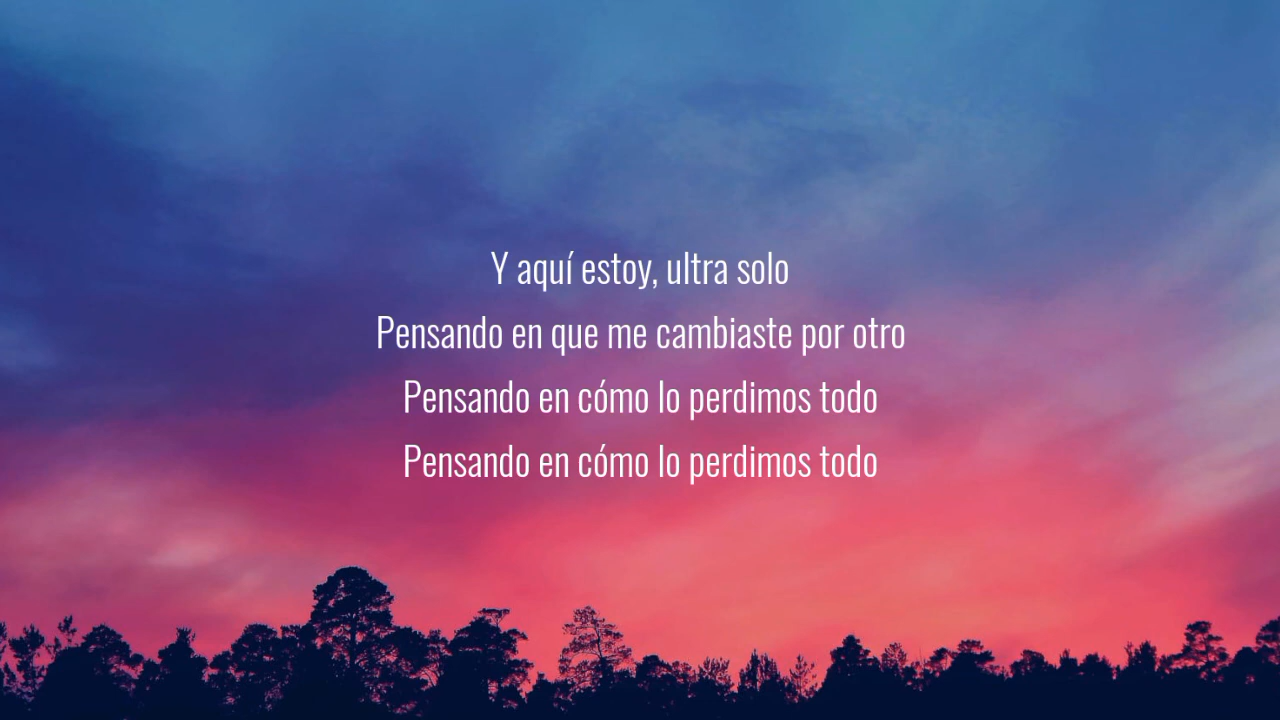 Y aquí estoy, ultra solo
Pensando en que me cambiaste por otro
Pensando en cómo lo perdimos todo
Pensando en cómo lo perdimos todo